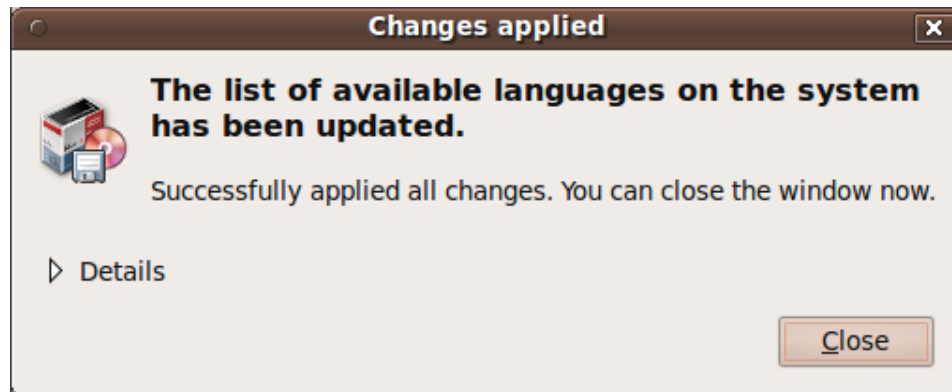 Changes applied
The list of available languages on the system
has been updated.
Successfully applied all changes. You can close the window now.
Details
Close